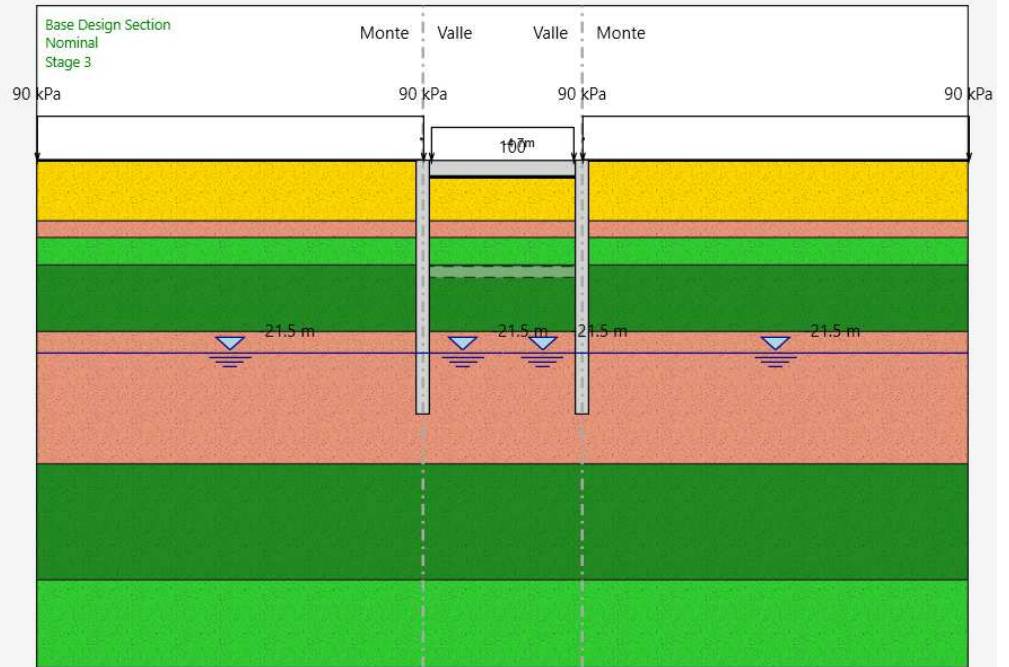 Base Design Section
Nominal
Stage 3
Monte Valle Valle Monte
90 kPa 90 kPa 90 kPa 90 kPa
100
-21.5 m -21.5 m -21.5 m -21.5 m